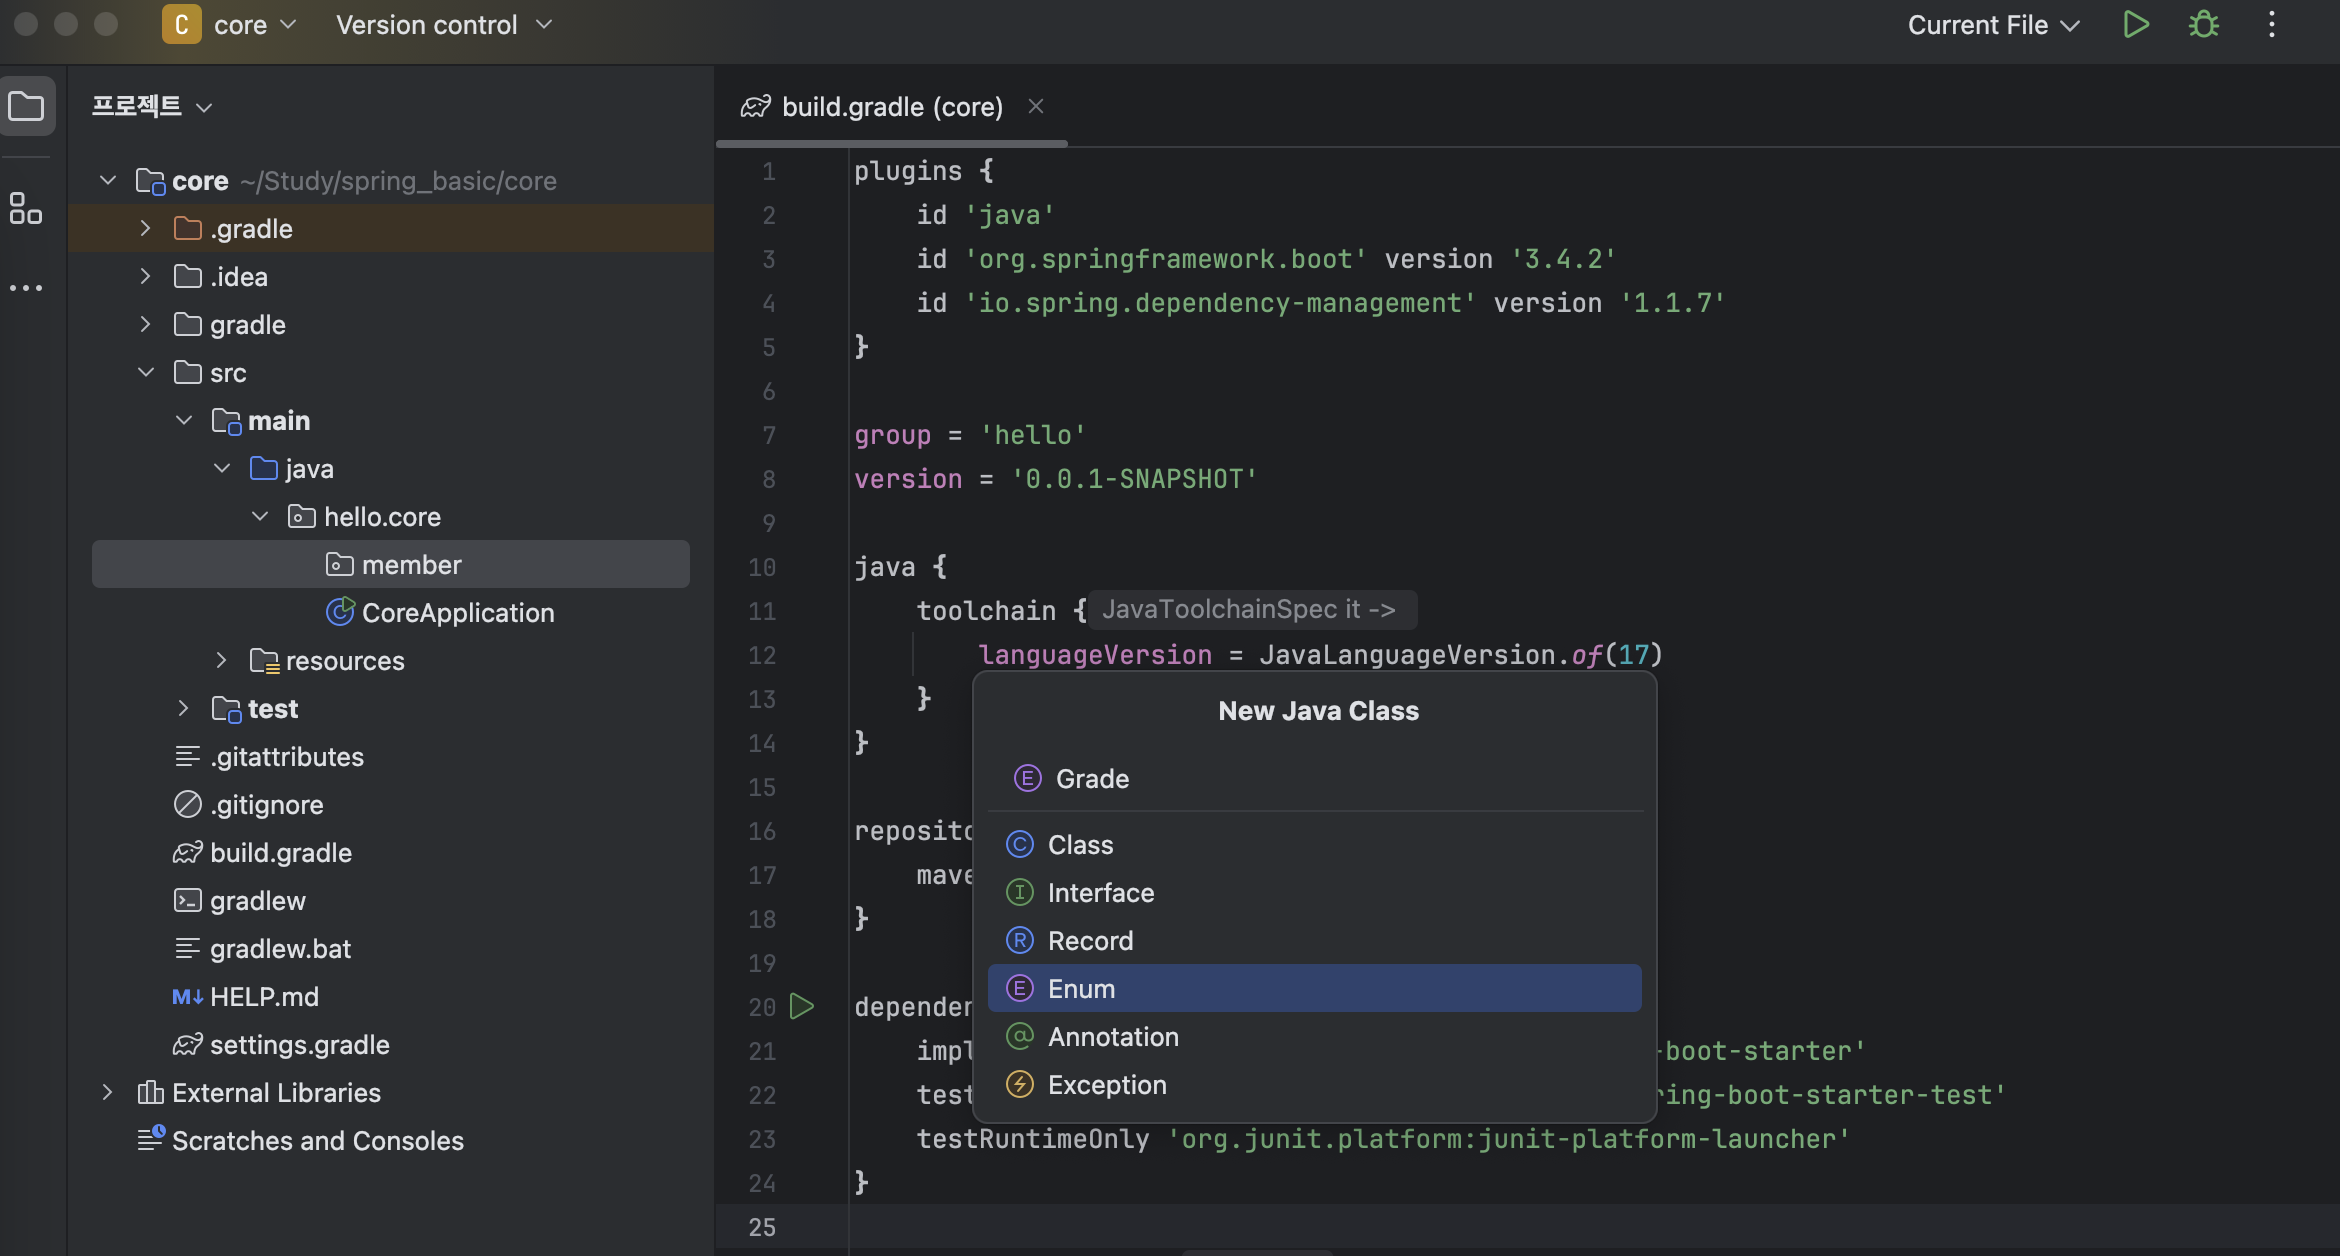 C core Version control Current File
프로젝트
core ~/Study/spring_basic/core
.gradle
.idea
gradle
src
main
java
hello.core
member
CoreApplication
resources
test
.gitattributes
.gitignore
build.gradle
gradlew
gradlew.bat
M↓ HELP.md
settings.gradle
External Libraries
Scratches and Consoles
build.gradle (core)
1 plugins {
2 id 'java'
3 id 'org.springframework.boot' version '3.4.2'
4 id 'io.spring.dependency-management' version '1.1.7'
5 }
6
7 group = 'hello'
8 version = '0.0.1-SNAPSHOT'
9
10 java {
11 toolchain { JavaToolchainSpec it ->
12 languageVersion = JavaLanguageVersion.of(17)
13 }
14 }
15
16 reposito
17 mave
18 }
19
20 depender
21 impl -boot-starter'
22 test ring-boot-starter-test'
23 testRuntimeOnly 'org.junit.platform:junit-platform-launcher'
24 }
25
New Java Class
E Grade
C Class
I Interface
R Record
E Enum
@ Annotation
Exception